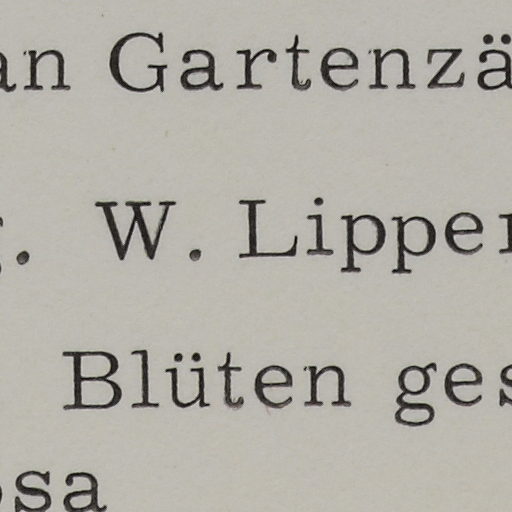 an Gartenzä
. W. Lipper
Blüten ges
osa